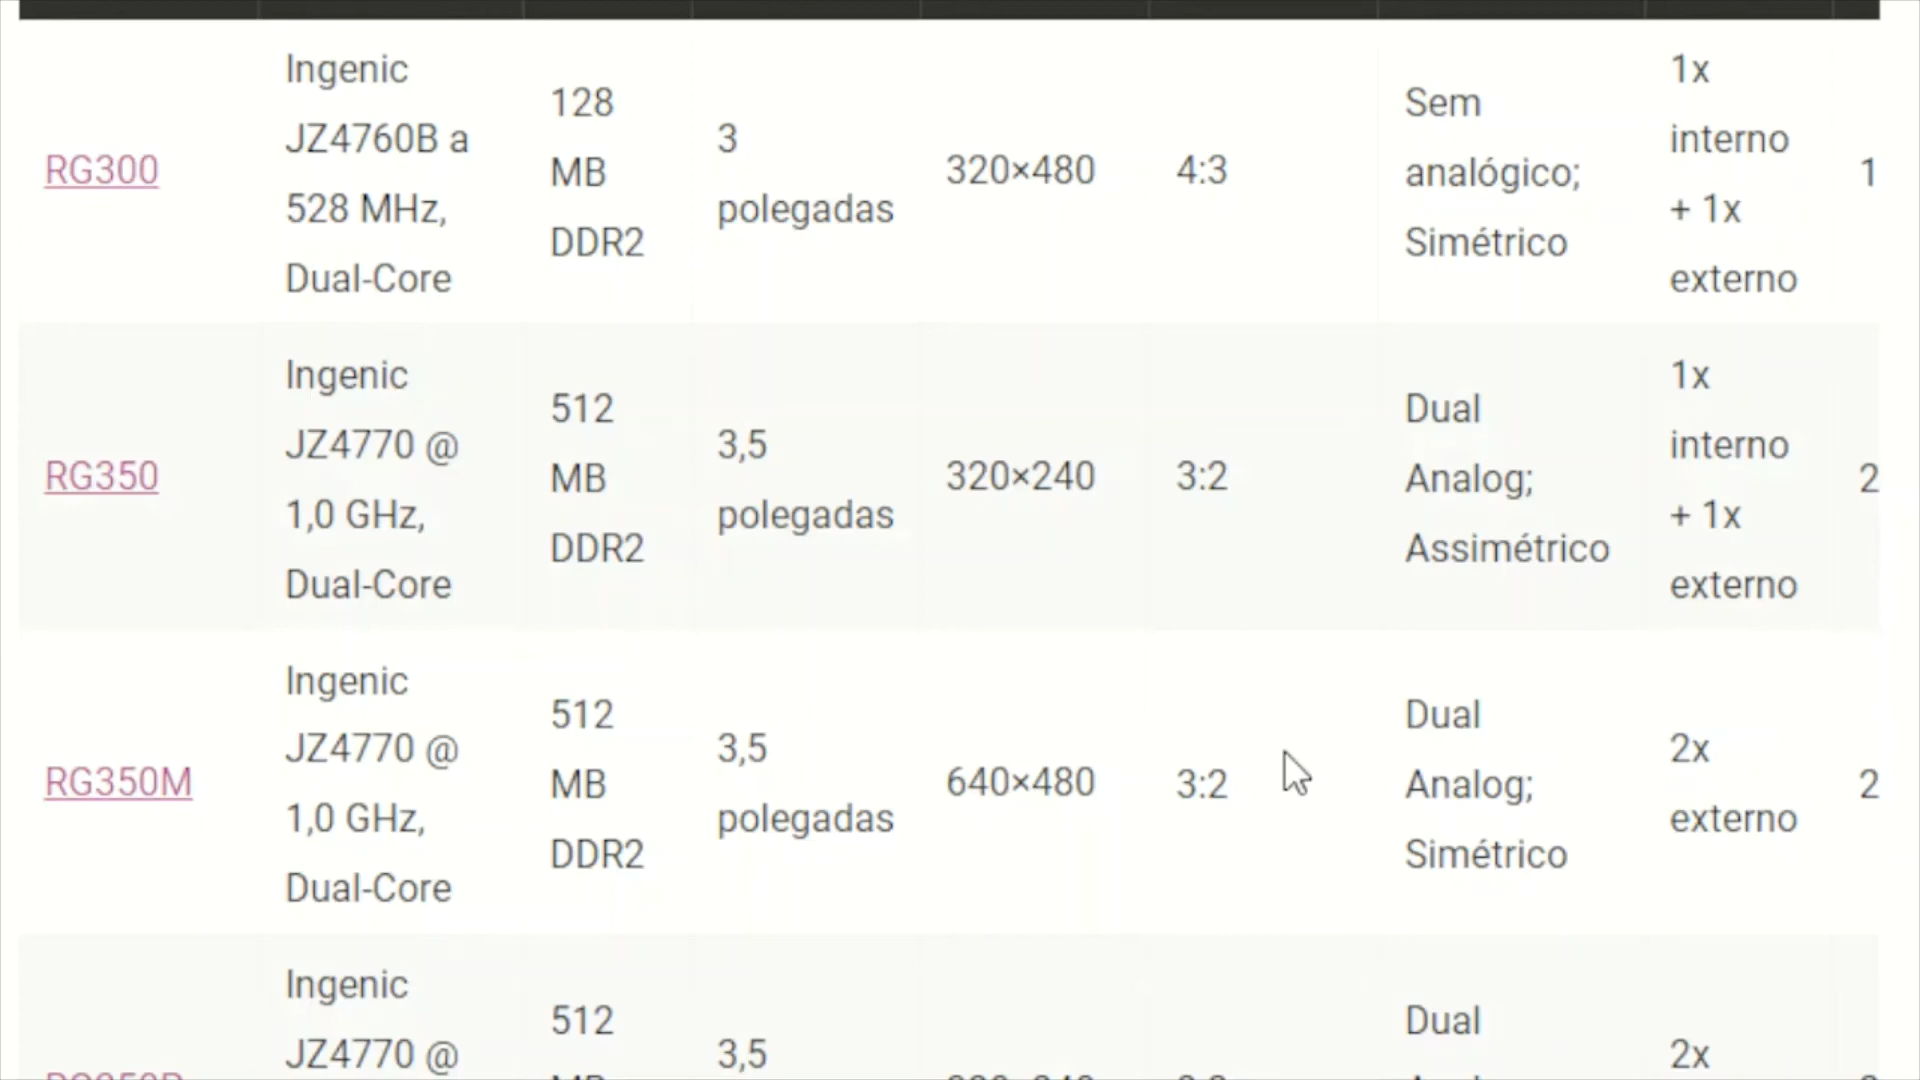 RG300
Ingenic
JZ4760B a
528 MHz,
Dual-Core
128
MB
DDR2
3
polegadas
320×480
4:3
Sem
analógico;
Simétrico
1x
interno
+ 1x
externo
1
RG350
Ingenic
JZ4770 @
1,0 GHz,
Dual-Core
512
MB
DDR2
3,5
polegadas
320×240
3:2
Dual
Analog;
Assimétrico
1x
interno
+ 1x
externo
2
RG350M
Ingenic
JZ4770 @
1,0 GHz,
Dual-Core
512
MB
DDR2
3,5
polegadas
640×480
3:2
Dual
Analog;
Simétrico
2x
externo
2
Ingenic
JZ4770 @
512
3,5
Dual
2x